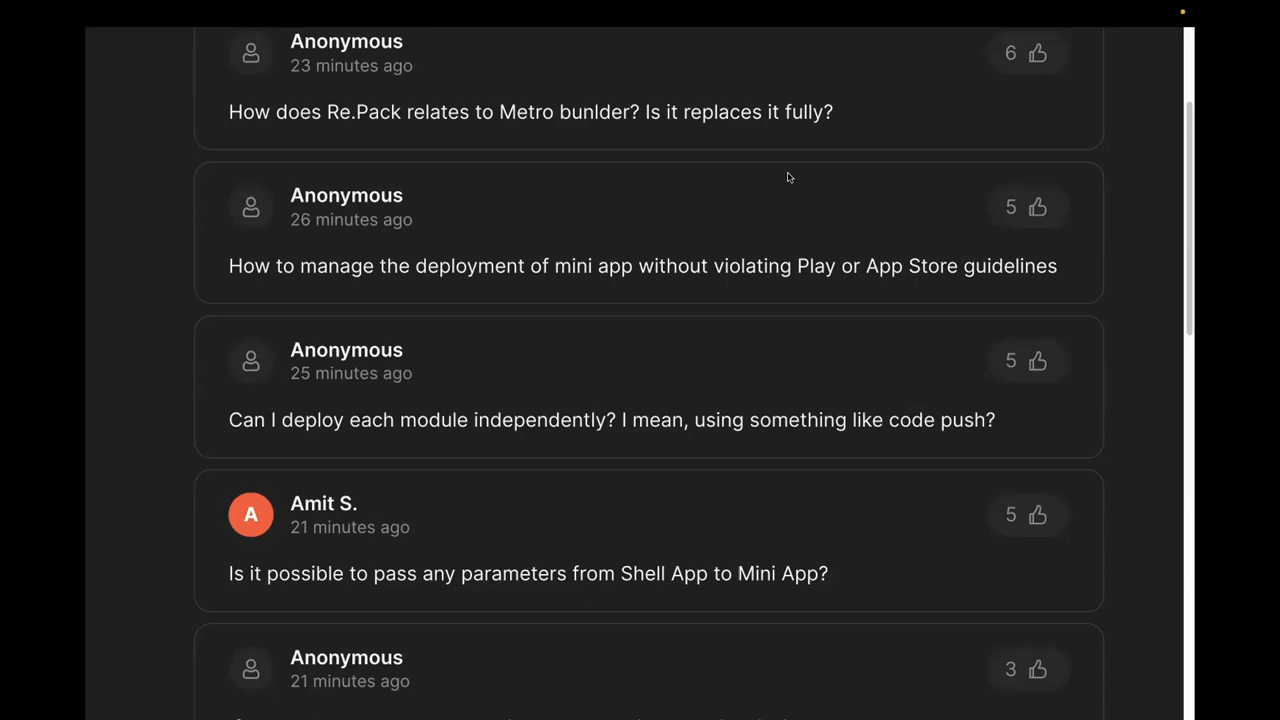 Anonymous
23 minutes ago
6
How does Re.Pack relates to Metro bunlder? Is it replaces it fully?
Anonymous
26 minutes ago
5
How to manage the deployment of mini app without violating Play or App Store guidelines
Anonymous
25 minutes ago
5
Can I deploy each module independently? I mean, using something like code push?
A
Amit S.
21 minutes ago
5
Is it possible to pass any parameters from Shell App to Mini App?
Anonymous
21 minutes ago
3